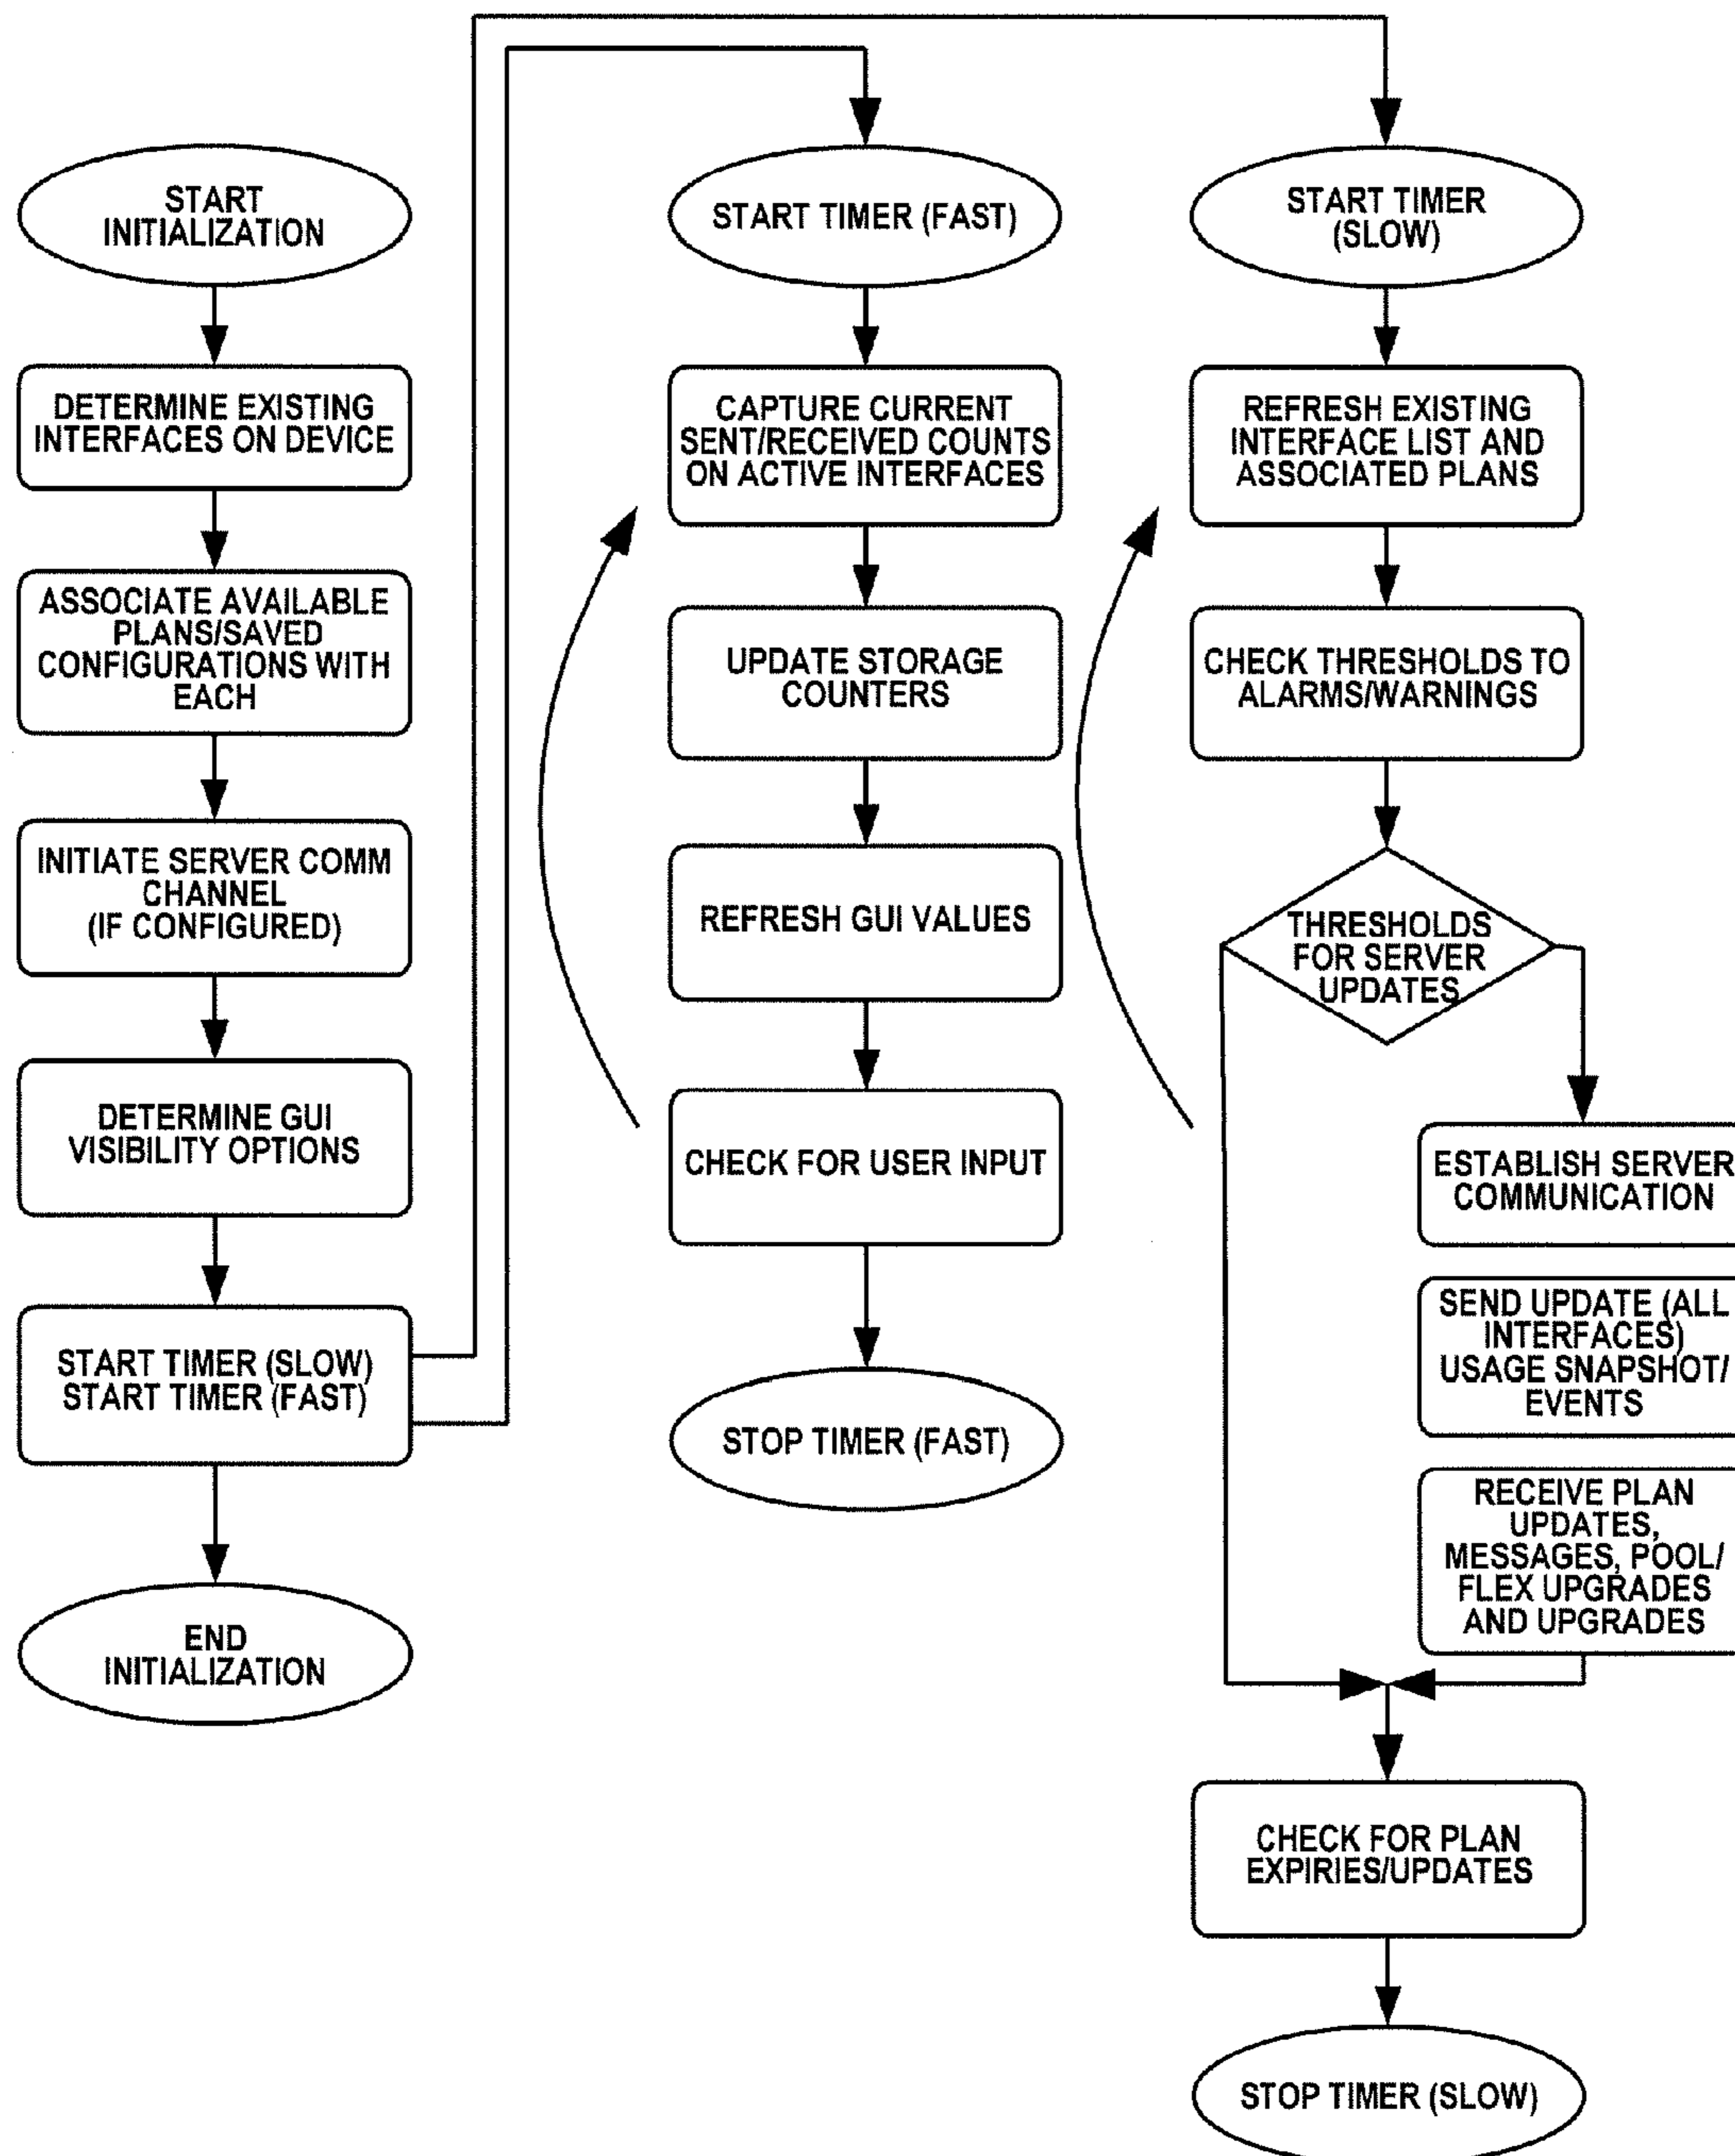 START
INITIALIZATION
DETERMINE EXISTING
INTERFACES ON DEVICE
ASSOCIATE AVAILABLE
PLANS/SAVED
CONFIGURATIONS WITH
EACH
INITIATE SERVER COMM
CHANNEL
(IF CONFIGURED)
DETERMINE GUI
VISIBILITY OPTIONS
START TIMER (SLOW)
START TIMER (FAST)
END
INITIALIZATION
START TIMER (FAST)
CAPTURE CURRENT
SENT/RECEIVED COUNTS
ON ACTIVE INTERFACES
UPDATE STORAGE
COUNTERS
REFRESH GUI VALUES
CHECK FOR USER INPUT
STOP TIMER (FAST)
START TIMER
(SLOW)
REFRESH EXISTING
INTERFACE LIST AND
ASSOCIATED PLANS
CHECK THRESHOLDS TO
ALARMS/WARNINGS
THRESHOLDS
FOR SERVER
UPDATES
ESTABLISH SERVER
COMMUNICATION
SEND UPDATE (ALL
INTERFACES)
USAGE SNAPSHOT/
EVENTS
RECEIVE PLAN
UPDATES,
MESSAGES, POOL/
FLEX UPGRADES
AND UPGRADES
CHECK FOR PLAN
EXPIRIES/UPDATES
STOP TIMER (SLOW)